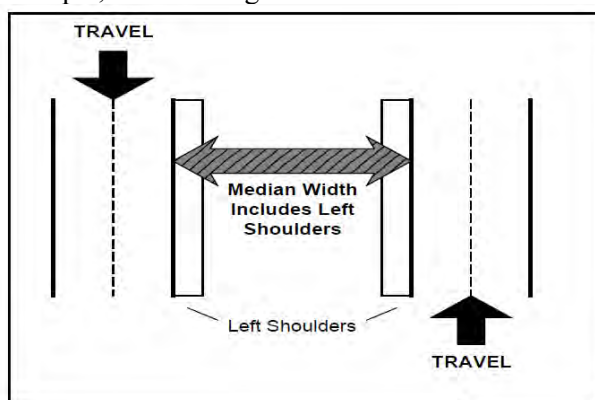 TRAVEL
Median Width
Includes Left
Shoulders
Left Shoulders
TRAVEL